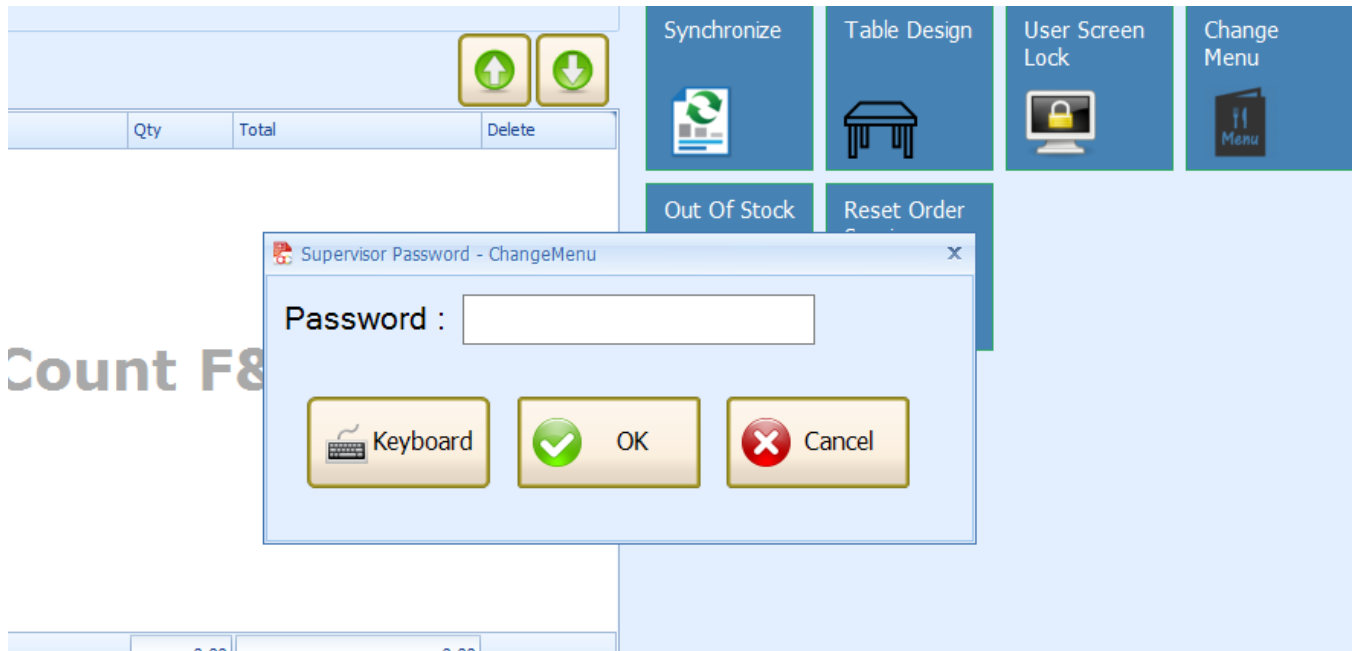 Synchronize
Table Design
User Screen
Lock
Change
Menu
Menu
Qty
Total
Delete
Out Of Stock
Reset Order
Supervisor Password - ChangeMenu
x
Password :
Count F&
Keyboard
OK
Cancel